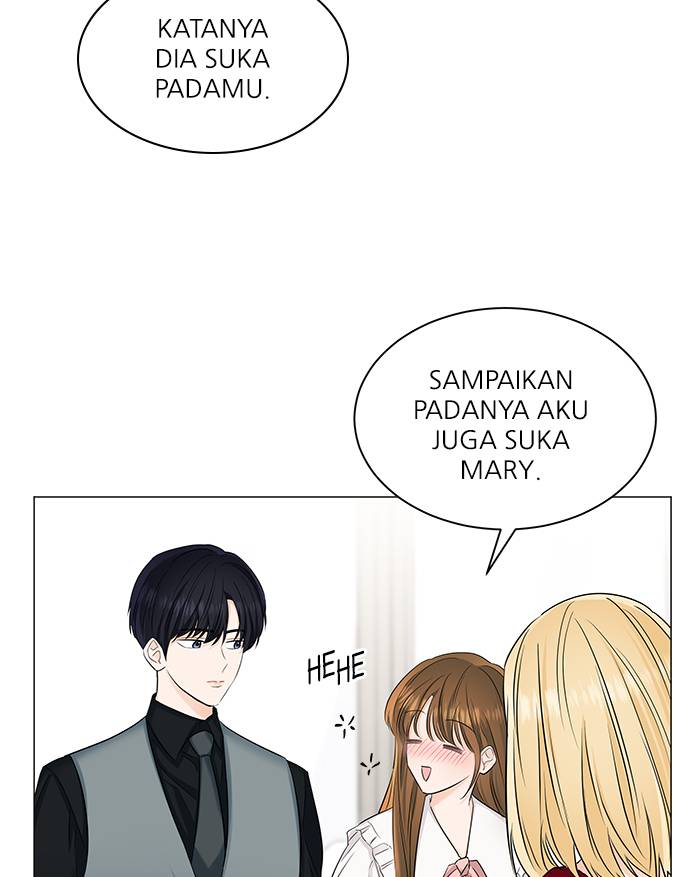 KATANYA
DIA SUKA
PADAMU.
SAMPAIKAN
PADANYA AKU
JUGA SUKA
MARY.
HEHE